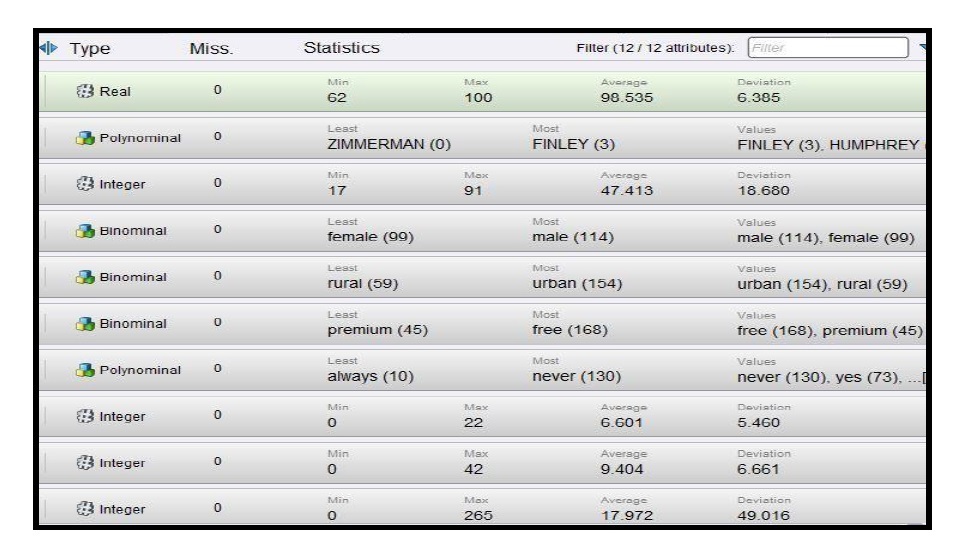 Type Miss. Statistics Filter (12 / 12 attributes): Filter
Min Max Average Deviation
Real 0 62 100 98.535 6.385
Least Most Values
Polynominal 0 ZIMMERMAN (0) FINLEY (3) FINLEY (3), HUMPHREY
Min Max Average Deviation
Integer 0 17 91 47.413 18.680
Least Most Values
Binominal 0 female (99) male (114) male (114), female (99)
Least Most Values
Binominal 0 rural (59) urban (154) urban (154), rural (59)
Least Most Values
Binominal 0 premium (45) free (168) free (168), premium (45)
Least Most Values
Polynominal 0 always (10) never (130) never (130), yes (73), ...[
Min Max Average Deviation
Integer 0 0 22 6.601 5.460
Min Max Average Deviation
Integer 0 0 42 9.404 6.661
Min Max Average Deviation
Integer 0 0 265 17.972 49.016